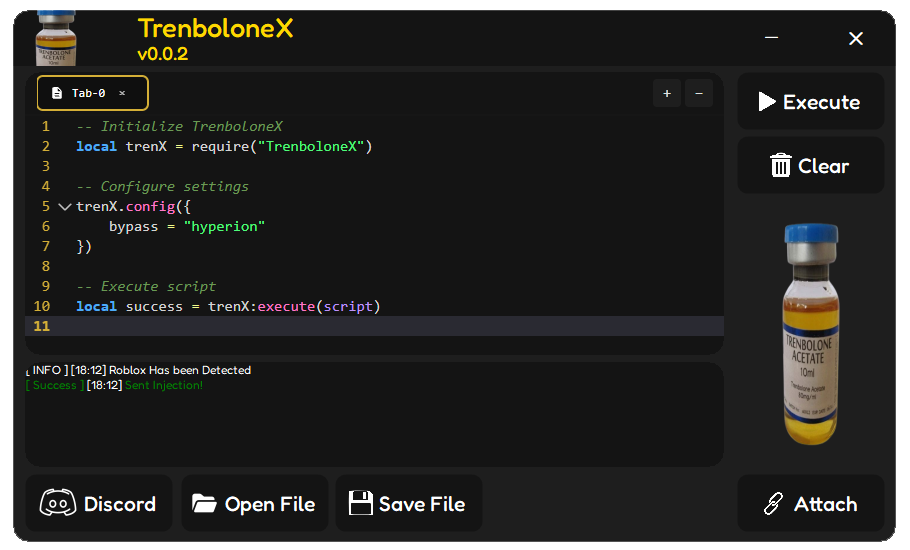 TrenboloneX
v0.0.2
TRENBOLONE
ACETATE
10ml
Tab-0 ×
+ −
Execute
Clear
1 -- Initialize TrenboloneX
2 local trenX = require("TrenboloneX")
3
4 -- Configure settings
5 trenX.config({
6 bypass = "hyperion"
7 })
8
9 -- Execute script
10 local success = trenX:execute(script)
11
TRENBOLONE
ACETATE
10ml
Trenbolone Acetate
[ INFO ] [18:12] Roblox Has been Detected
[ Success ] [18:12] Sent Injection!
Discord
Open File
Save File
Attach